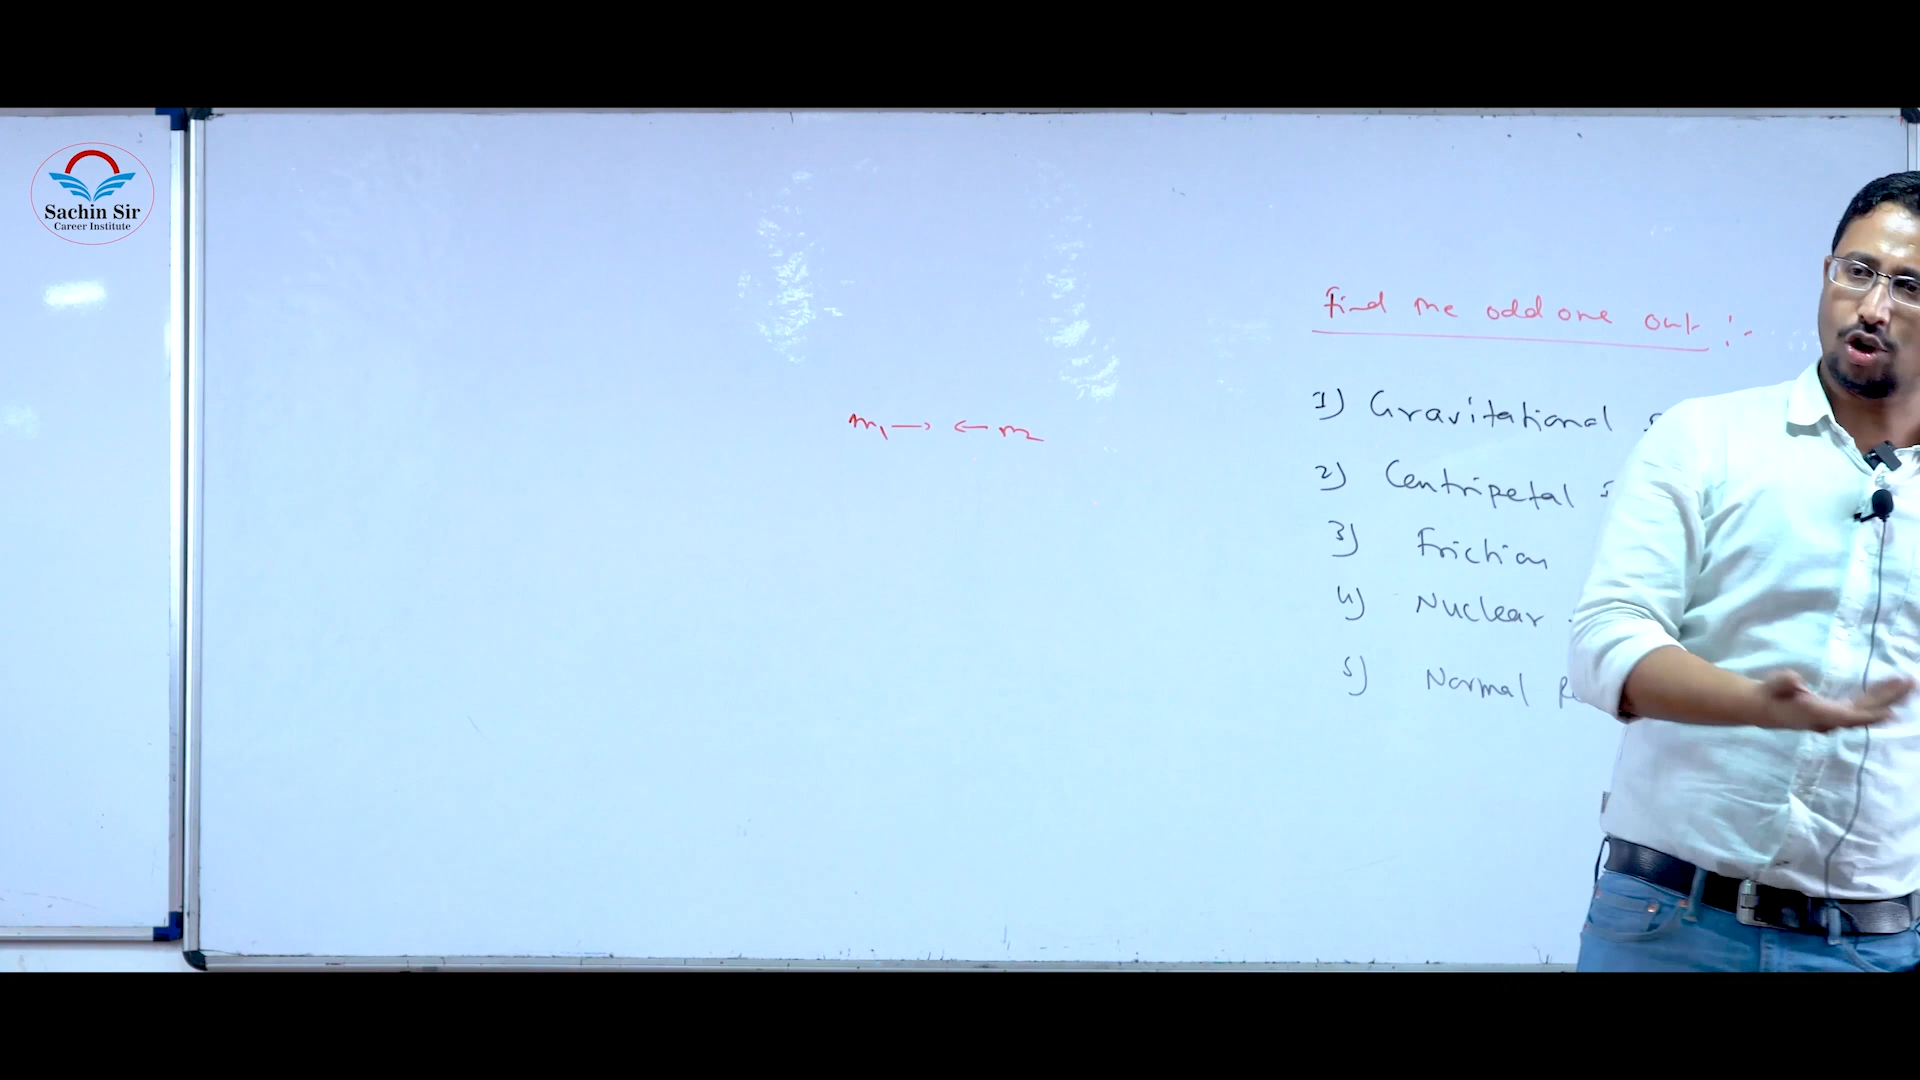 Sachin Sir
Career Institute
Find the odd one out :-
m1 → ← m2
1) Gravitational
2) Centripetal
3) Friction
4) Nuclear
5) Normal